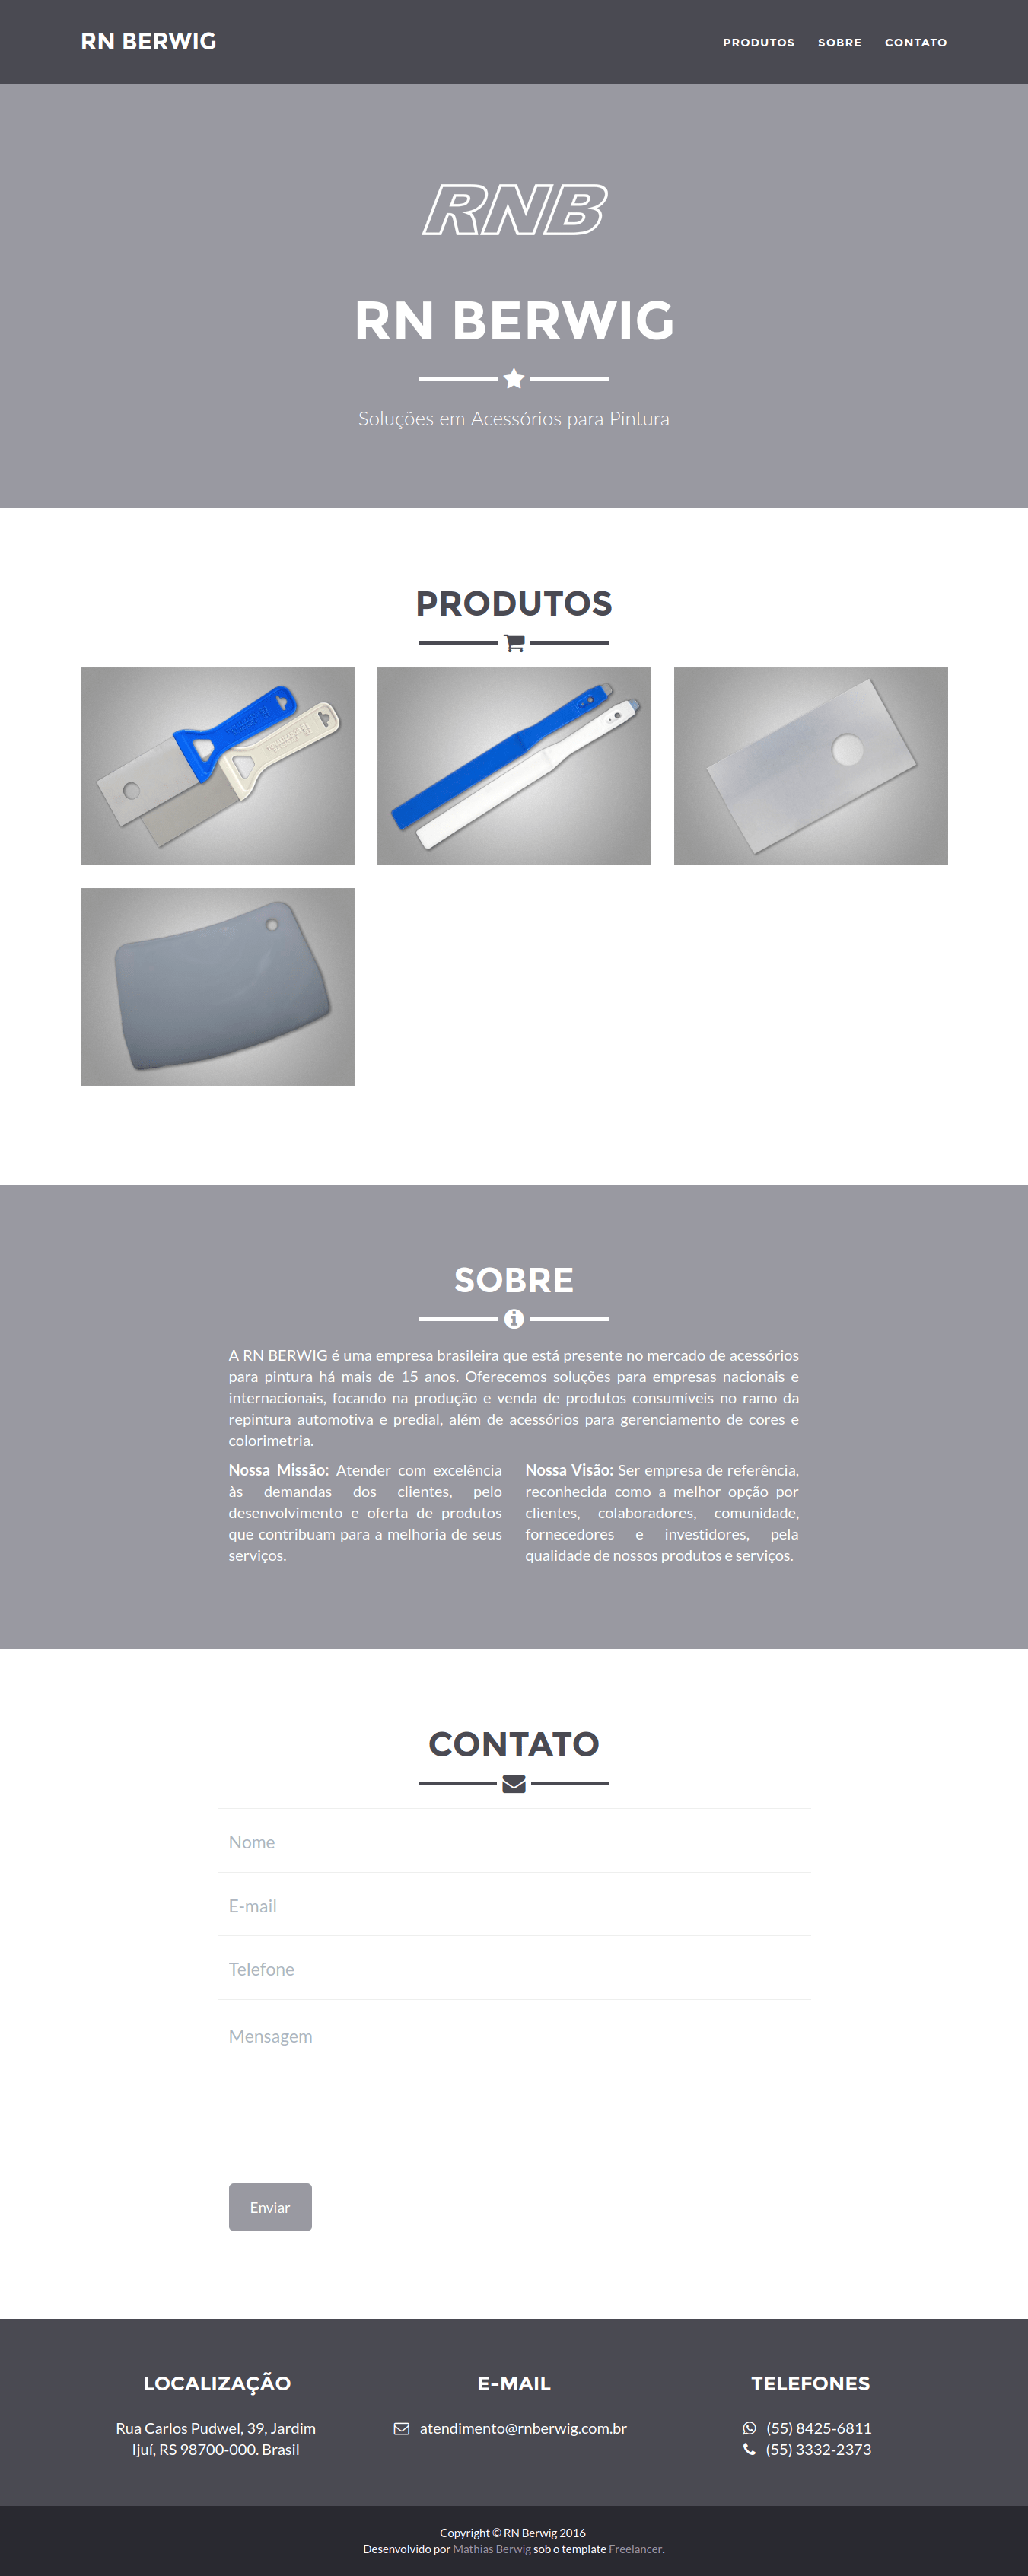 RN BERWIG
PRODUTOS SOBRE CONTATO
RNB
RN BERWIG
Soluções em Acessórios para Pintura
PRODUTOS
SOBRE
A RN BERWIG é uma empresa brasileira que está presente no mercado de acessórios
para pintura há mais de 15 anos. Oferecemos soluções para empresas nacionais e
internacionais, focando na produção e venda de produtos consumíveis no ramo da
repintura automotiva e predial, além de acessórios para gerenciamento de cores e
colorimetria.
Nossa Missão: Atender com excelência
às demandas dos clientes, pelo
desenvolvimento e oferta de produtos
que contribuam para a melhoria de seus
serviços.
Nossa Visão: Ser empresa de referência,
reconhecida como a melhor opção por
clientes, colaboradores, comunidade,
fornecedores e investidores, pela
qualidade de nossos produtos e serviços.
CONTATO
Nome
E-mail
Telefone
Mensagem
Enviar
LOCALIZAÇÃO
Rua Carlos Pudwel, 39, Jardim
Ijuí, RS 98700-000. Brasil
E-MAIL
atendimento@rnberwig.com.br
TELEFONES
(55) 8425-6811
(55) 3332-2373
Copyright © RN Berwig 2016
Desenvolvido por Mathias Berwig sob o template Freelancer.